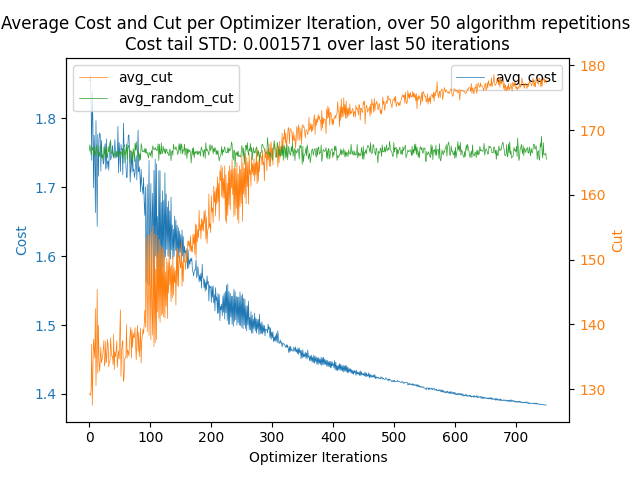 Average Cost and Cut per Optimizer Iteration, over 50 algorithm repetitions
Cost tail STD: 0.001571 over last 50 iterations
avg_cut
avg_random_cut
avg_cost
1.8
1.7
1.6
1.5
1.4
Cost
180
170
160
150
140
130
Cut
0 100 200 300 400 500 600 700
Optimizer Iterations